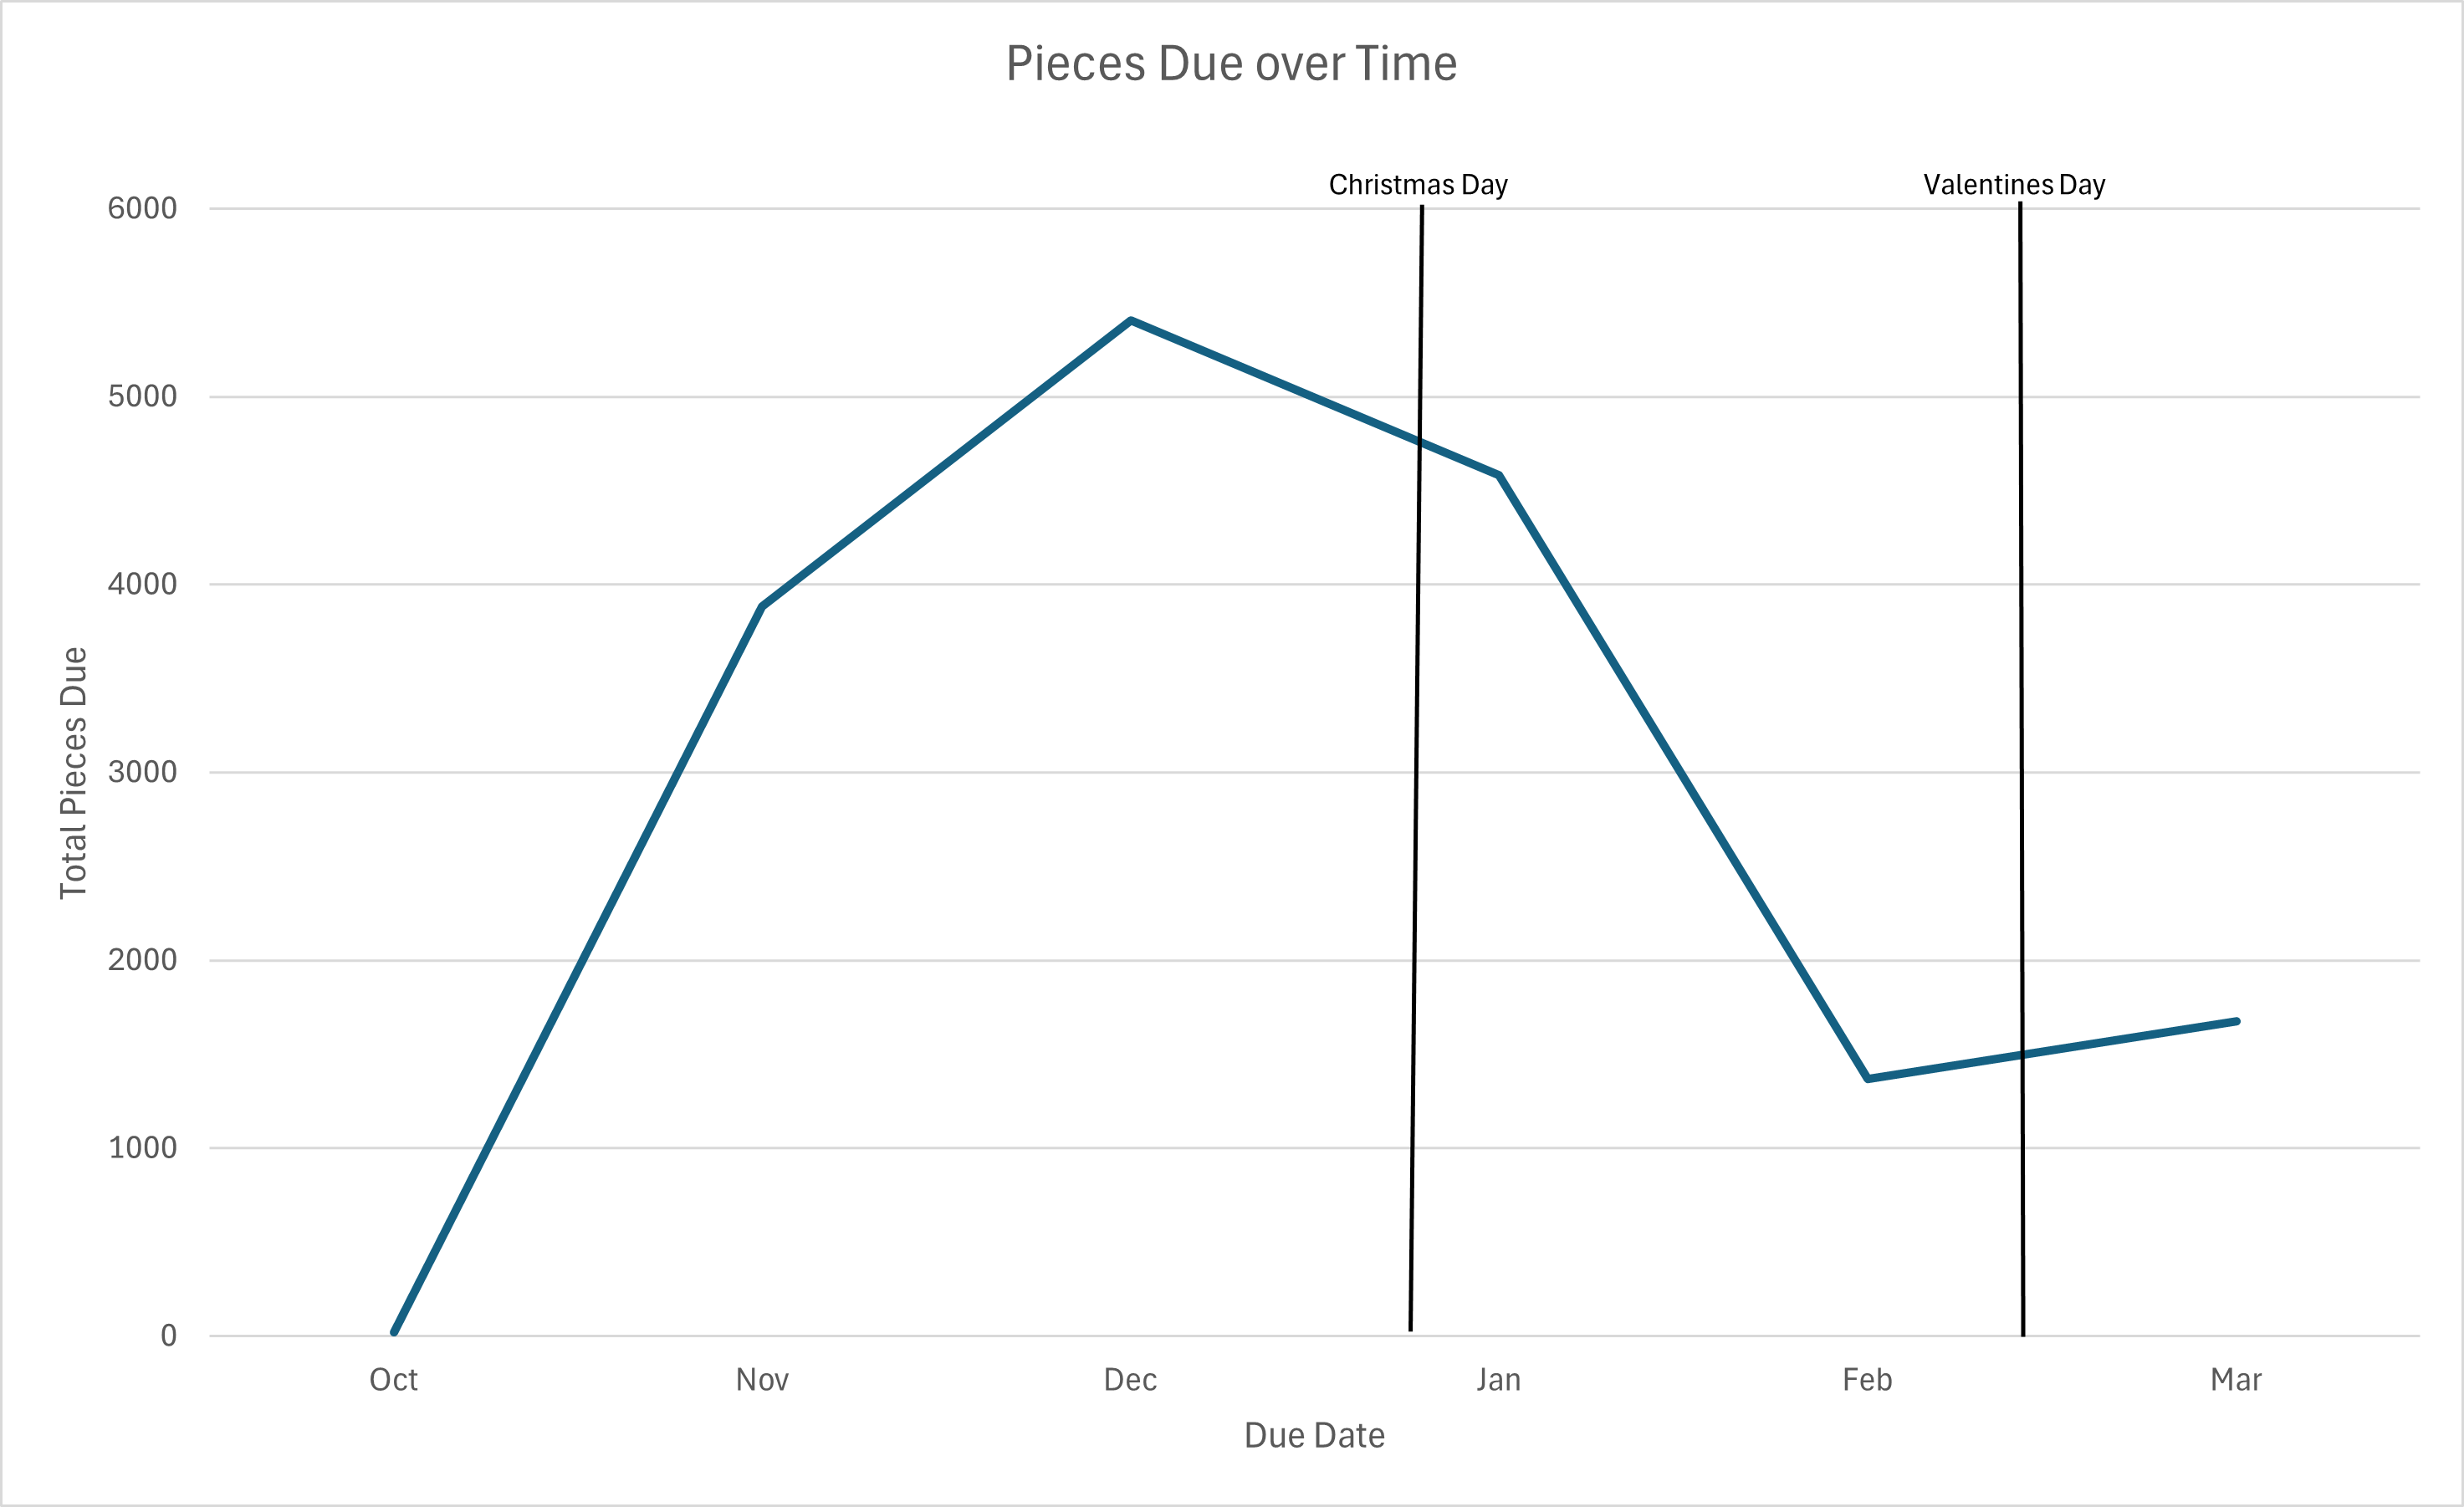 Pieces Due over Time
Christmas Day
Valentines Day
6000
5000
4000
3000
2000
1000
0
Total Pieces Due
Oct
Nov
Dec
Jan
Feb
Mar
Due Date